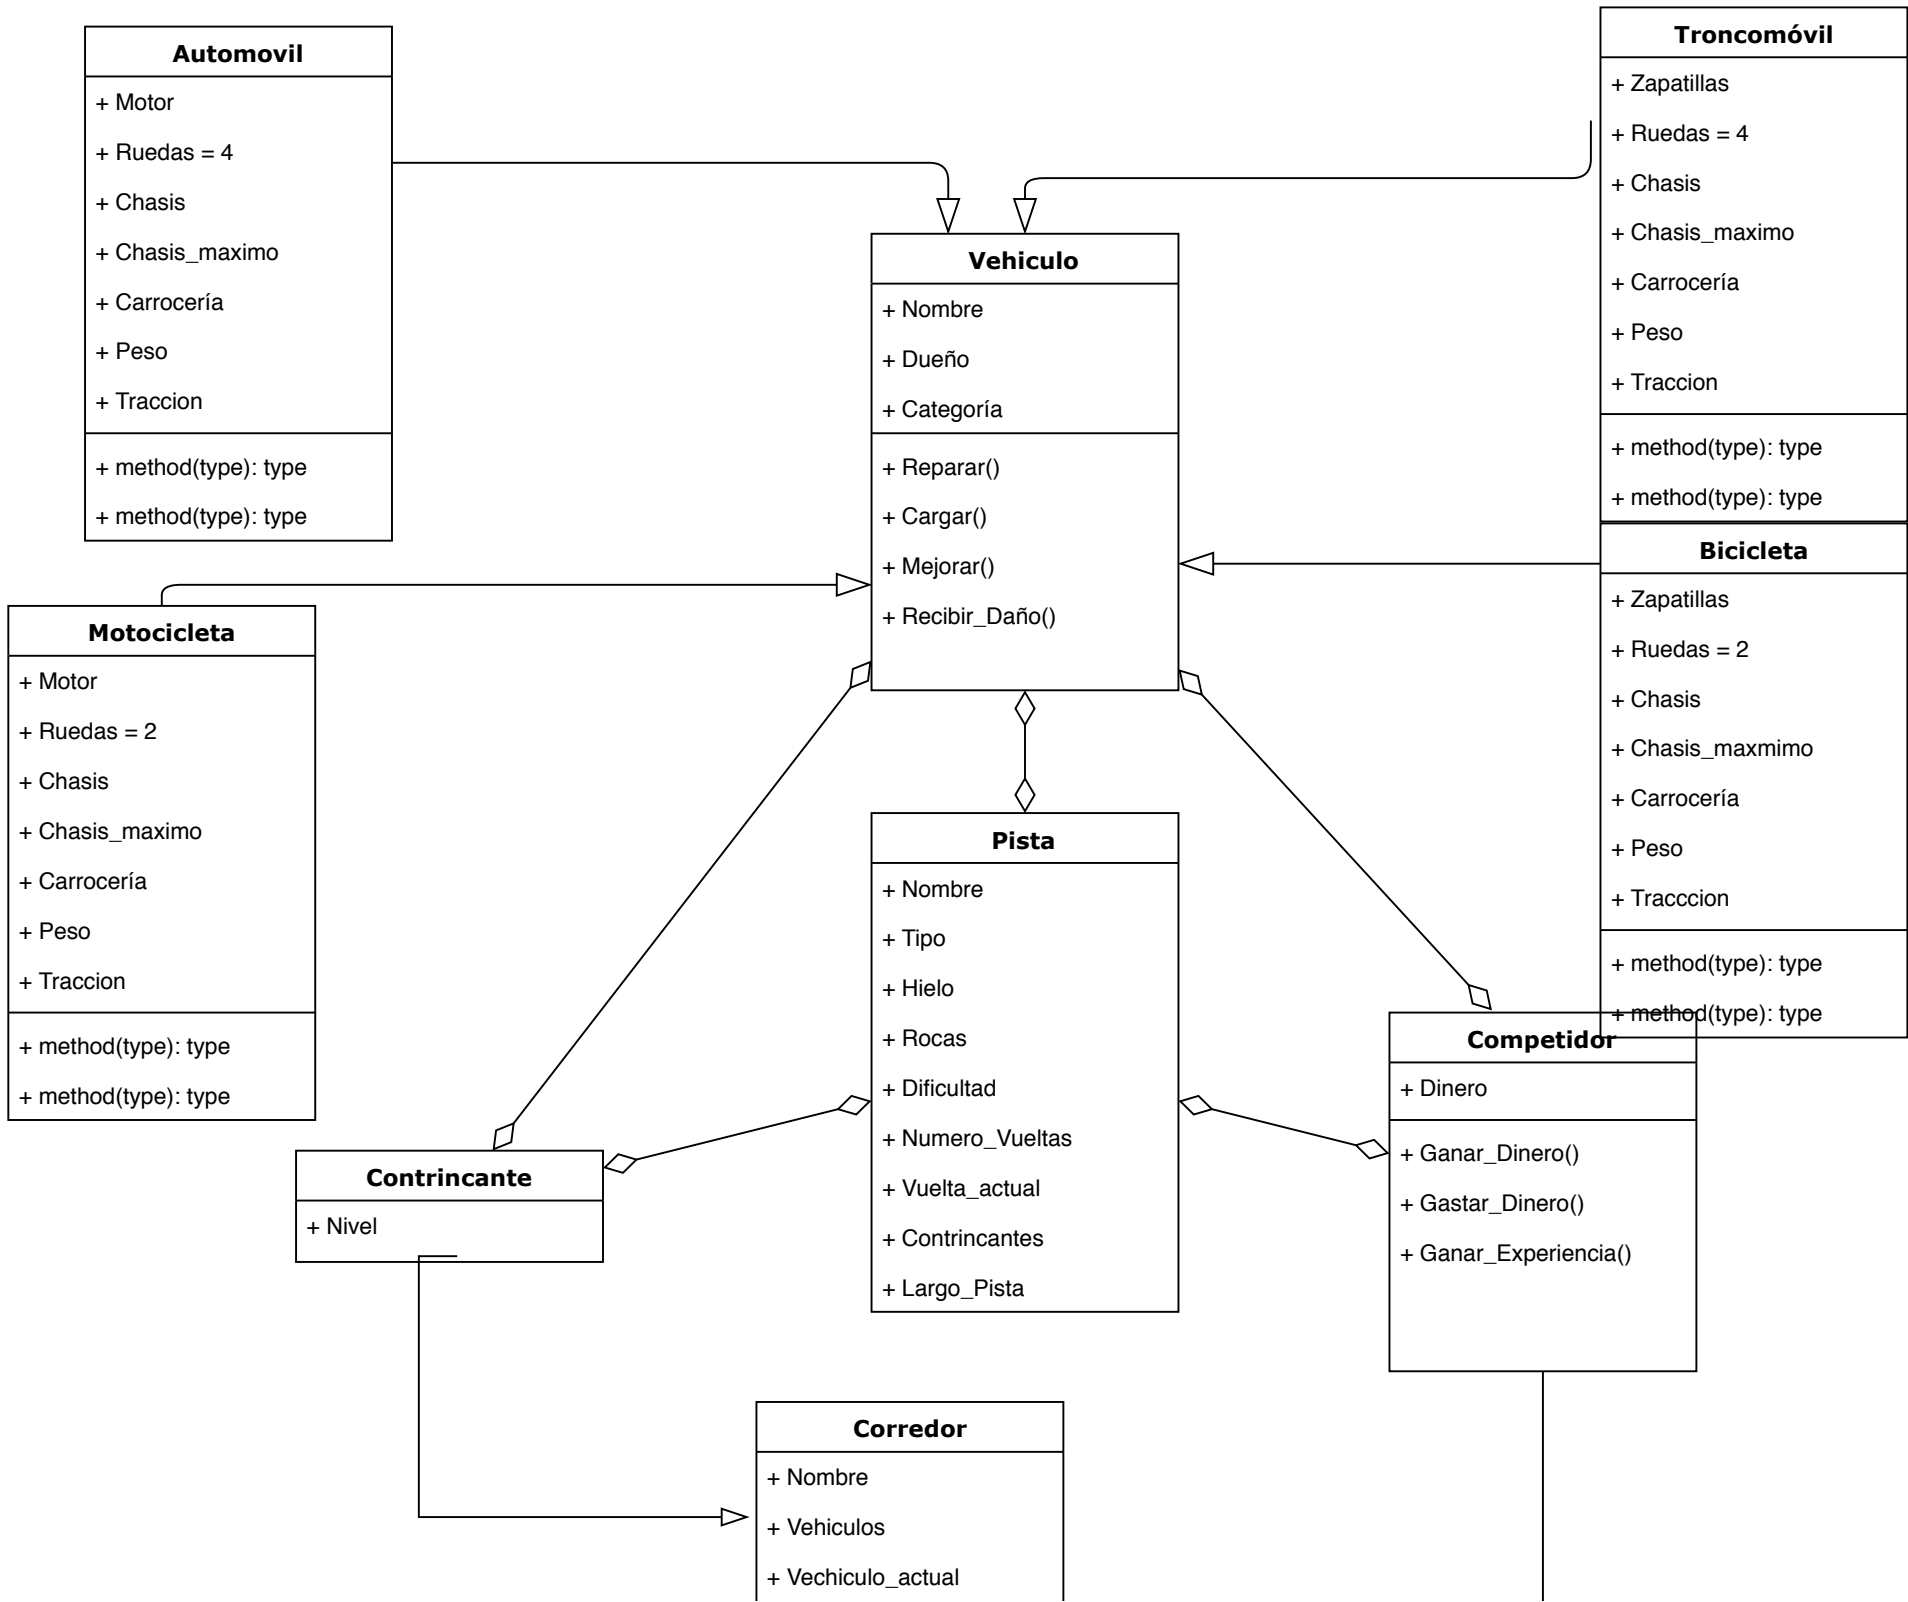 Automovil
+ Motor
+ Ruedas = 4
+ Chasis
+ Chasis_maximo
+ Carrocería
+ Peso
+ Traccion
+ method(type): type
+ method(type): type
Troncomóvil
+ Zapatillas
+ Ruedas = 4
+ Chasis
+ Chasis_maximo
+ Carrocería
+ Peso
+ Traccion
+ method(type): type
+ method(type): type
Vehiculo
+ Nombre
+ Dueño
+ Categoría
+ Reparar()
+ Cargar()
+ Mejorar()
+ Recibir_Daño()
Bicicleta
+ Zapatillas
+ Ruedas = 2
+ Chasis
+ Chasis_maxmimo
+ Carrocería
+ Peso
+ Tracccion
+ method(type): type
+ method(type): type
Motocicleta
+ Motor
+ Ruedas = 2
+ Chasis
+ Chasis_maximo
+ Carrocería
+ Peso
+ Traccion
+ method(type): type
+ method(type): type
Pista
+ Nombre
+ Tipo
+ Hielo
+ Rocas
+ Dificultad
+ Numero_Vueltas
+ Vuelta_actual
+ Contrincantes
+ Largo_Pista
Competidor
+ Dinero
+ Ganar_Dinero()
+ Gastar_Dinero()
+ Ganar_Experiencia()
Contrincante
+ Nivel
Corredor
+ Nombre
+ Vehiculos
+ Vechiculo_actual